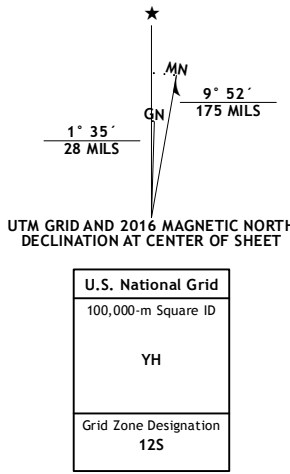 MN
9° 52´
175 MILS
GN
1° 35´
28 MILS
UTM GRID AND 2016 MAGNETIC NORTH
DECLINATION AT CENTER OF SHEET
U.S. National Grid
100,000-m Square ID
YH
Grid Zone Designation
12S